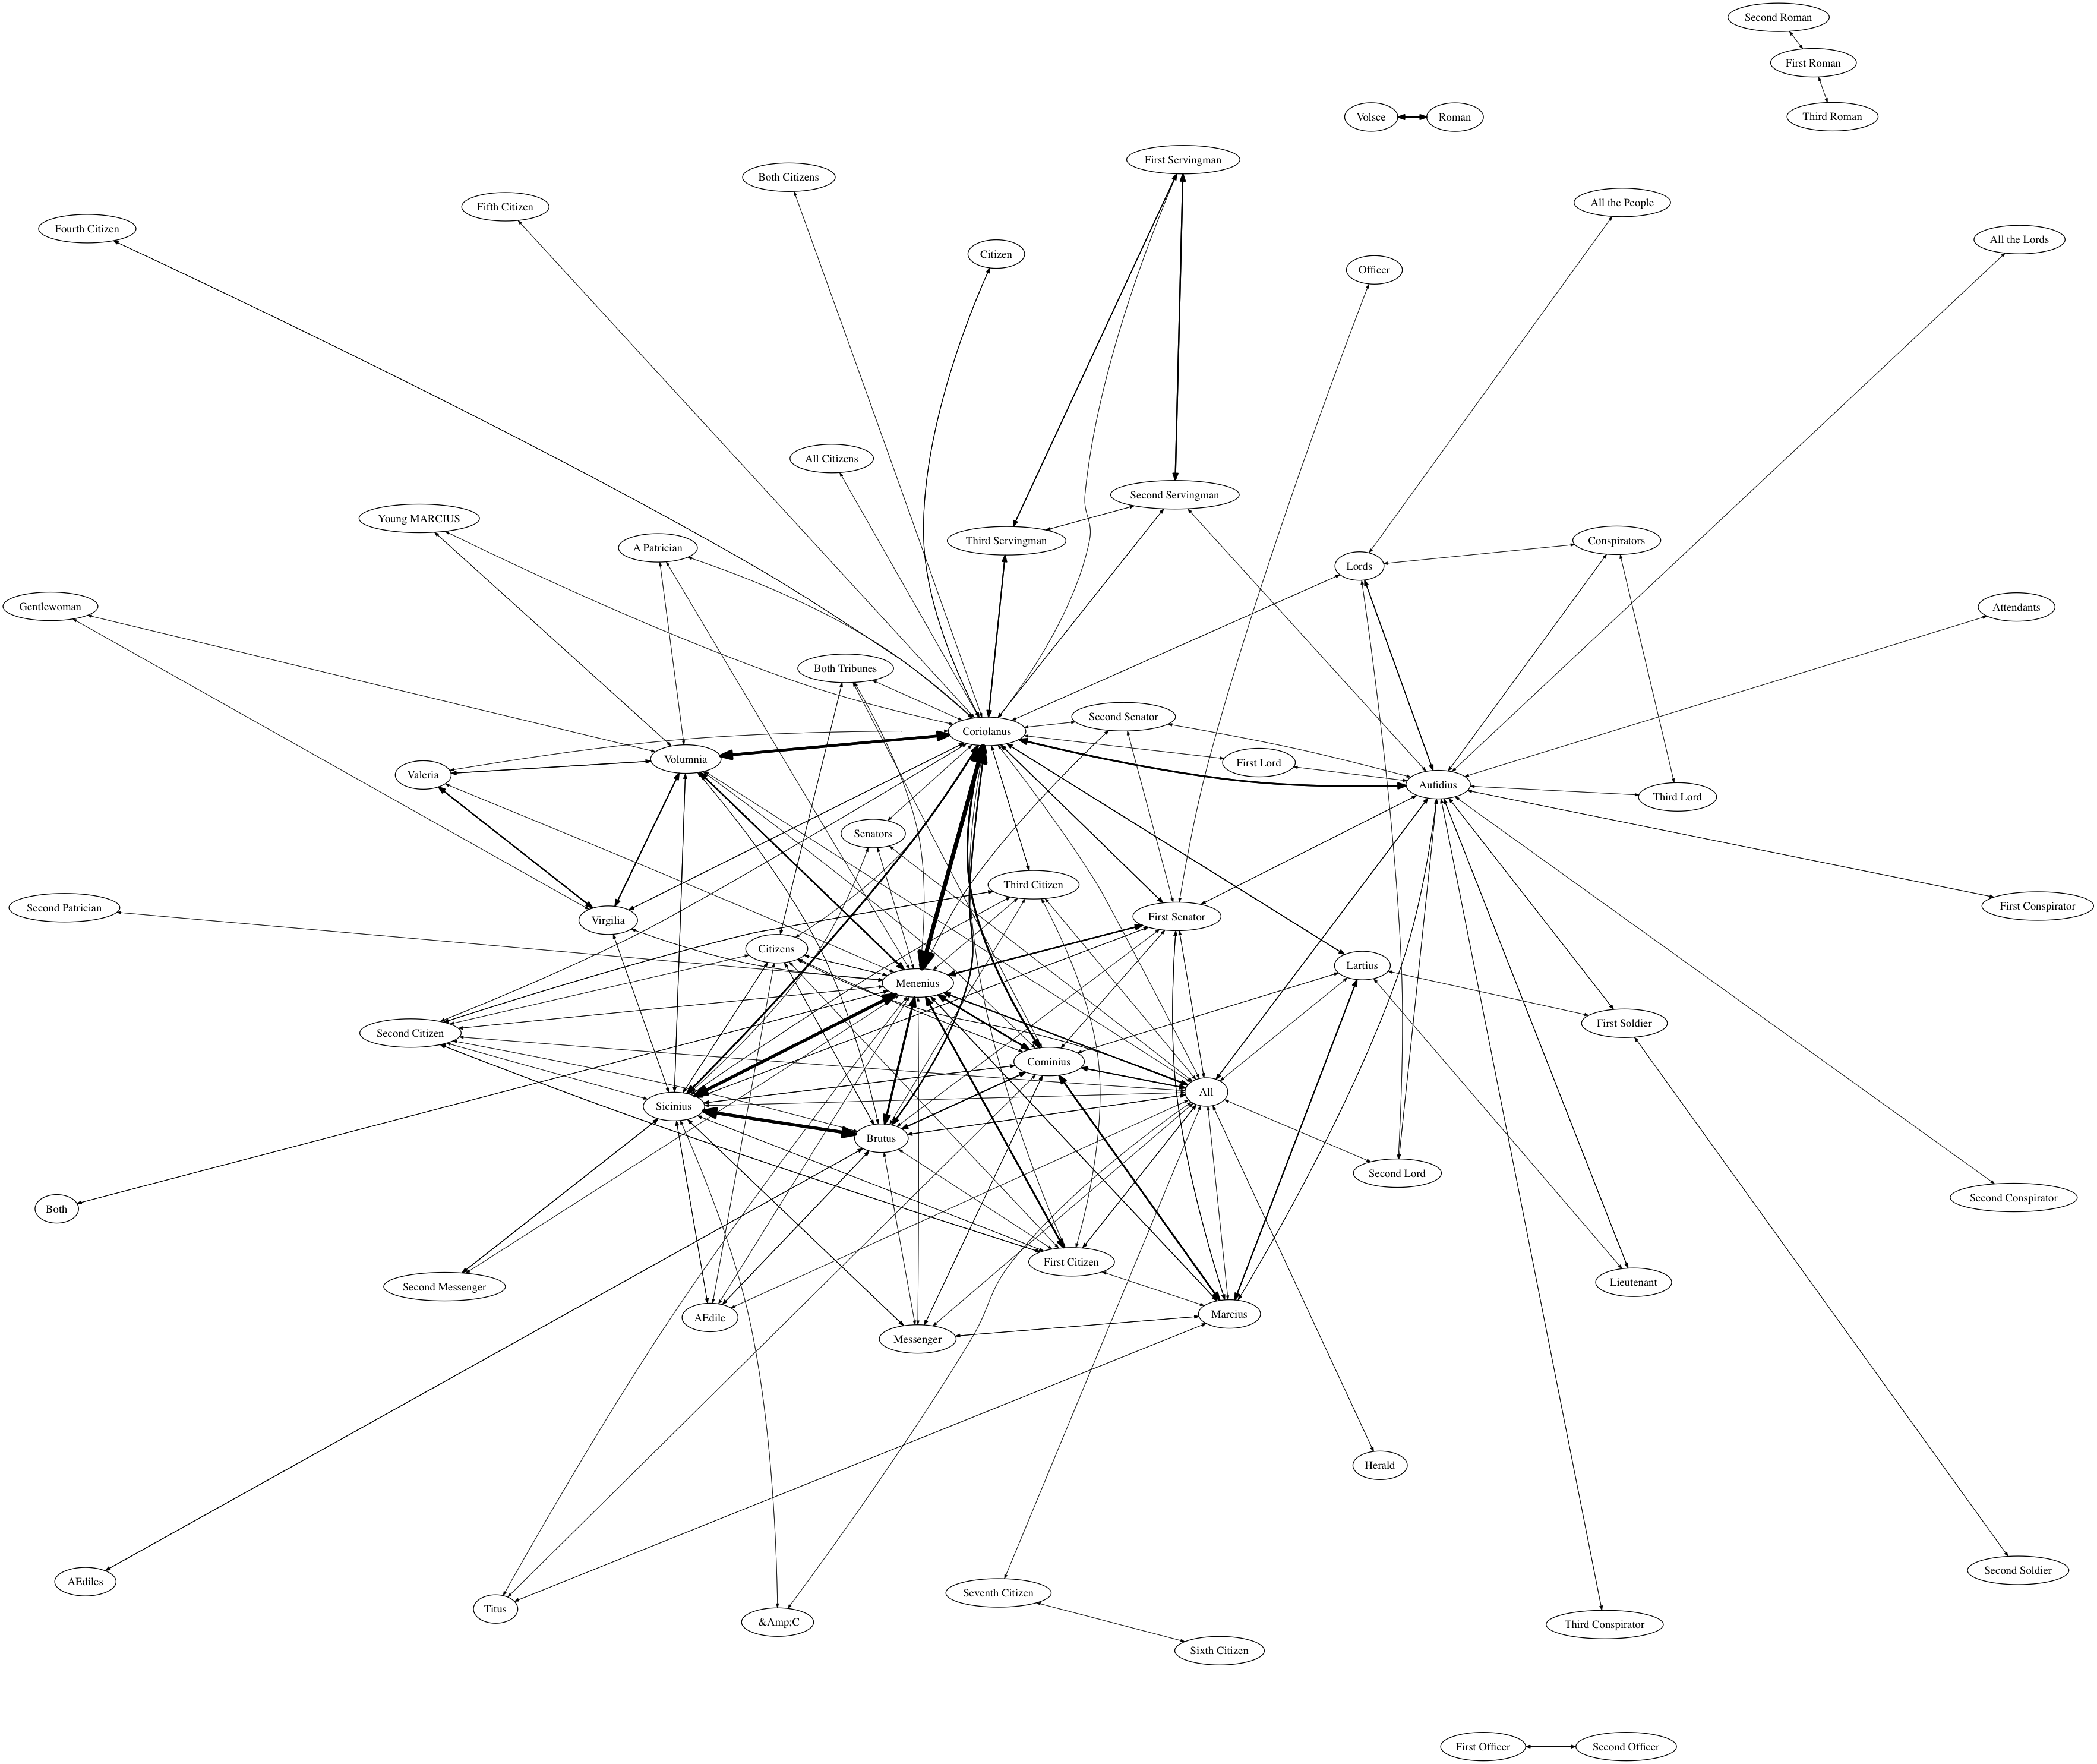 Second Roman
First Roman
Volsce
Roman
Third Roman
First Servingman
Both Citizens
All the People
Fifth Citizen
Fourth Citizen
All the Lords
Citizen
Officer
All Citizens
Second Servingman
Young MARCIUS
Third Servingman
Conspirators
A Patrician
Lords
Gentlewoman
Attendants
Both Tribunes
Second Senator
Coriolanus
Volumnia
First Lord
Valeria
Aufidius
Third Lord
Senators
Third Citizen
Second Patrician
First Conspirator
Virgilia
First Senator
Citizens
Lartius
Menenius
First Soldier
Second Citizen
Cominius
All
Sicinius
Brutus
Second Lord
Second Conspirator
Both
First Citizen
Lieutenant
Second Messenger
Marcius
AEdile
Messenger
Herald
Second Soldier
AEdiles
Seventh Citizen
Titus
&Amp;C
Third Conspirator
Sixth Citizen
First Officer
Second Officer